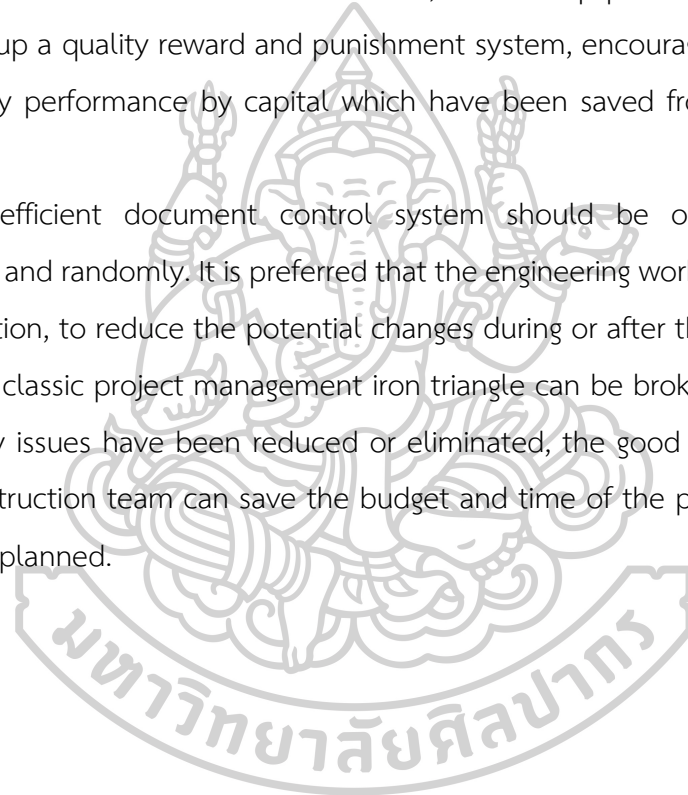 up a quality reward and punishment system, encourag
y performance by capital which have been saved fro
efficient document control system should be o
and randomly. It is preferred that the engineering work
tion, to reduce the potential changes during or after th
classic project management iron triangle can be brok
y issues have been reduced or eliminated, the good
struction team can save the budget and time of the p
planned.
มหาวิทยาลัยศิลปากร